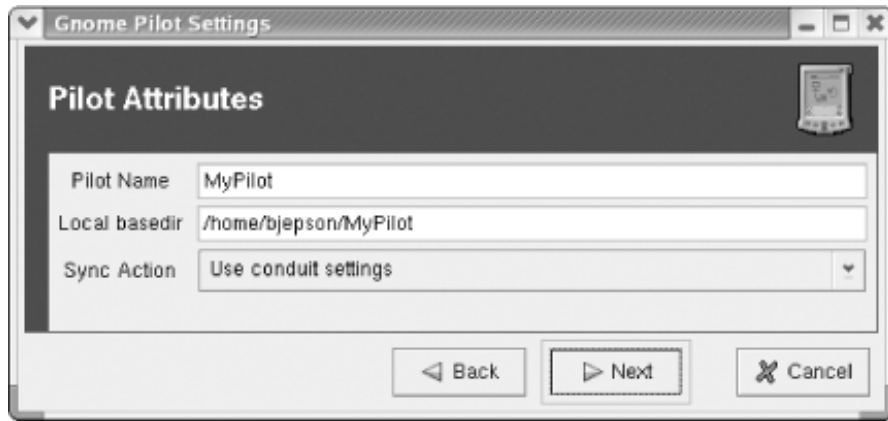 Gnome Pilot Settings
Pilot Attributes
Pilot Name MyPilot
Local basedir /home/bjepson/MyPilot
Sync Action Use conduit settings
Back Next Cancel